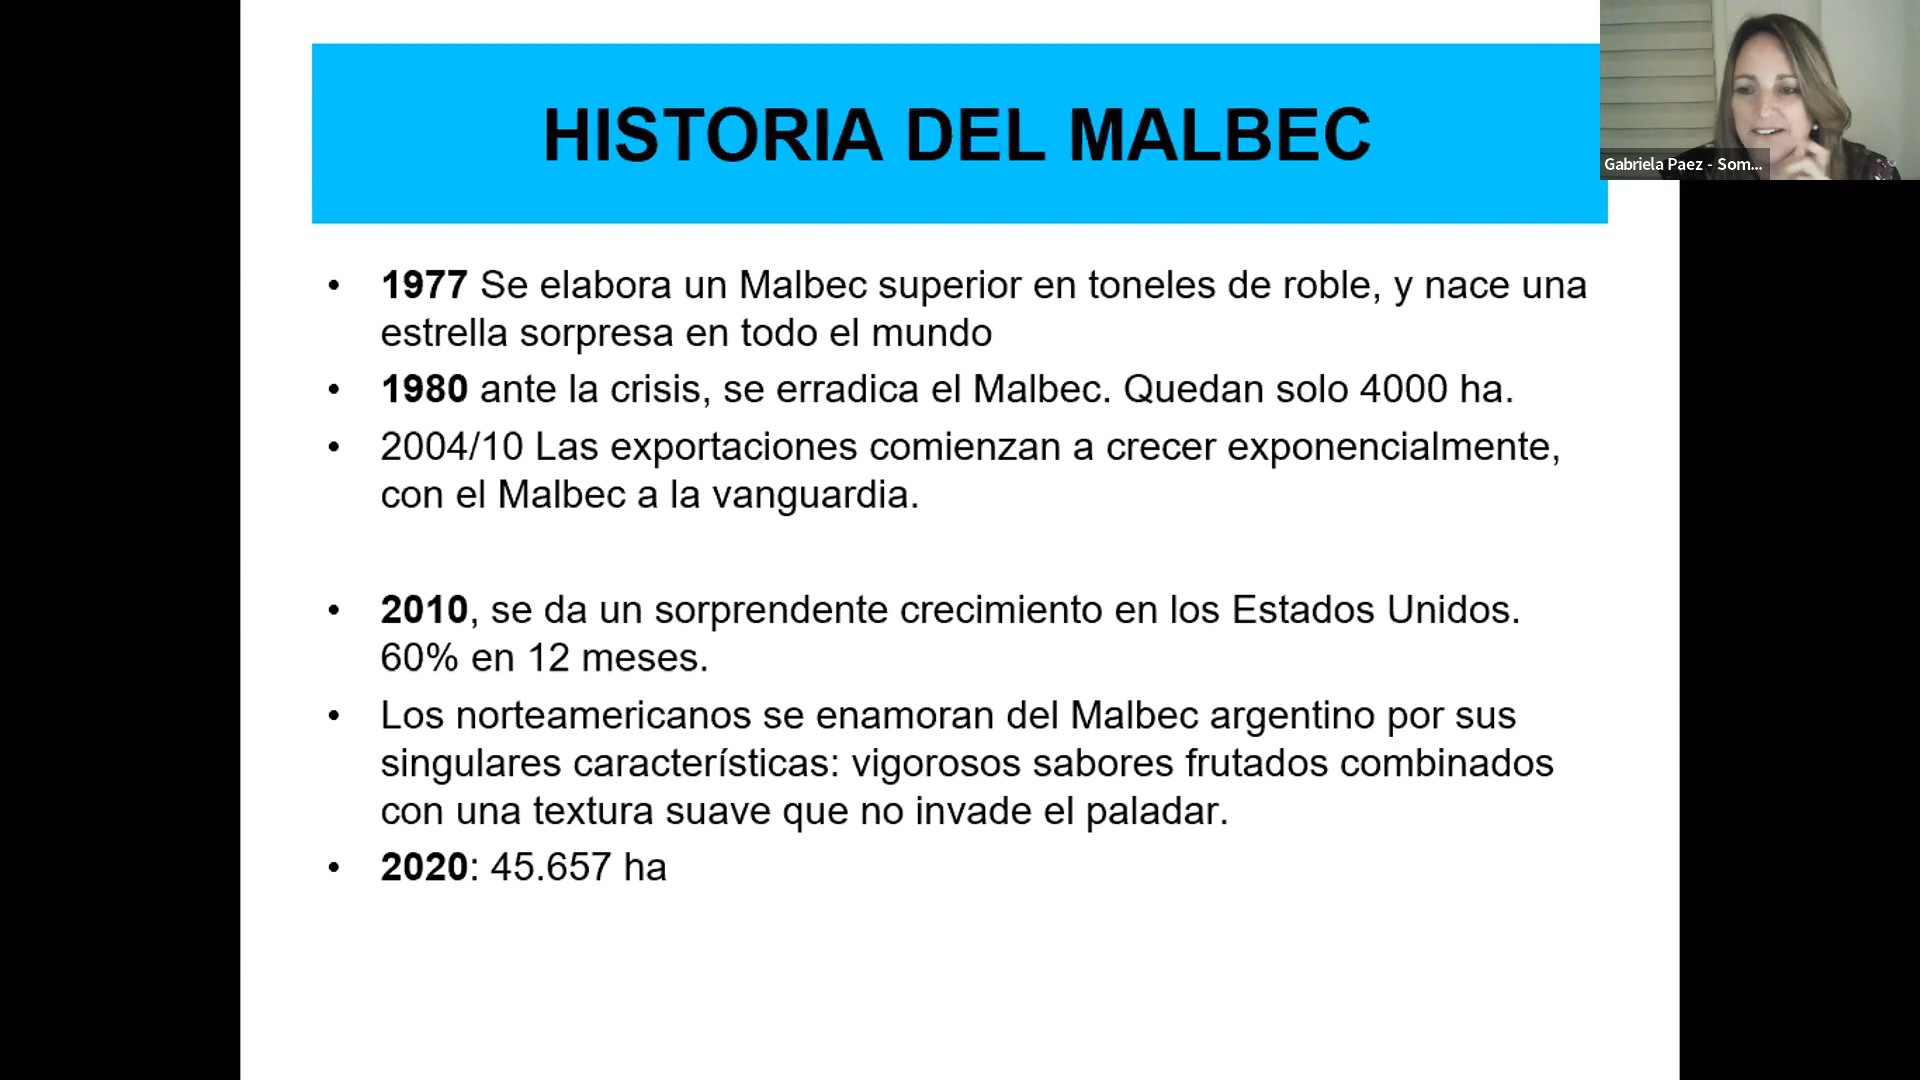 HISTORIA DEL MALBEC
Gabriela Paez - Som...
• 1977 Se elabora un Malbec superior en toneles de roble, y nace una
estrella sorpresa en todo el mundo
• 1980 ante la crisis, se erradica el Malbec. Quedan solo 4000 ha.
• 2004/10 Las exportaciones comienzan a crecer exponencialmente,
con el Malbec a la vanguardia.
• 2010, se da un sorprendente crecimiento en los Estados Unidos.
60% en 12 meses.
• Los norteamericanos se enamoran del Malbec argentino por sus
singulares características: vigorosos sabores frutados combinados
con una textura suave que no invade el paladar.
• 2020: 45.657 ha